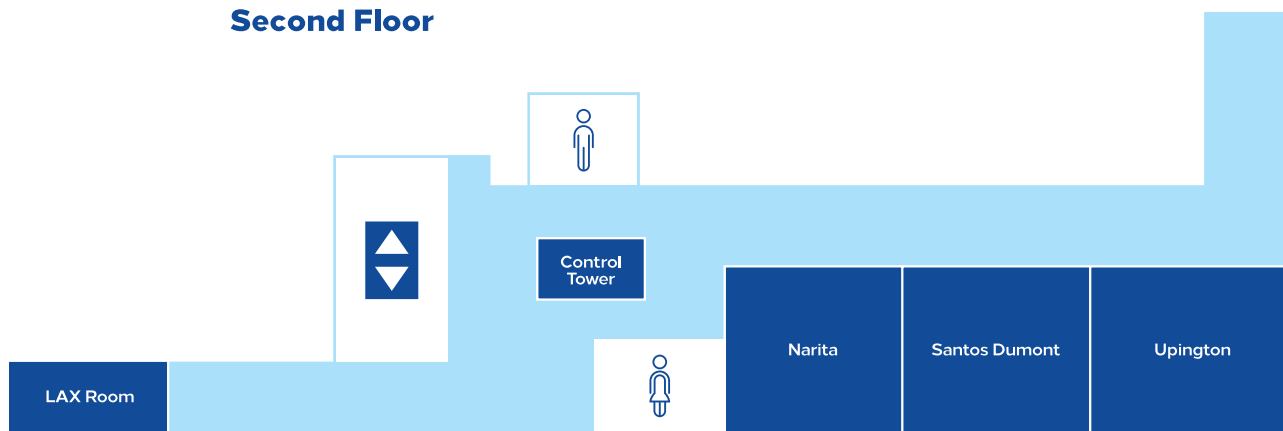 Second Floor
Control
Tower
Narita
Santos Dumont
Upington
LAX Room